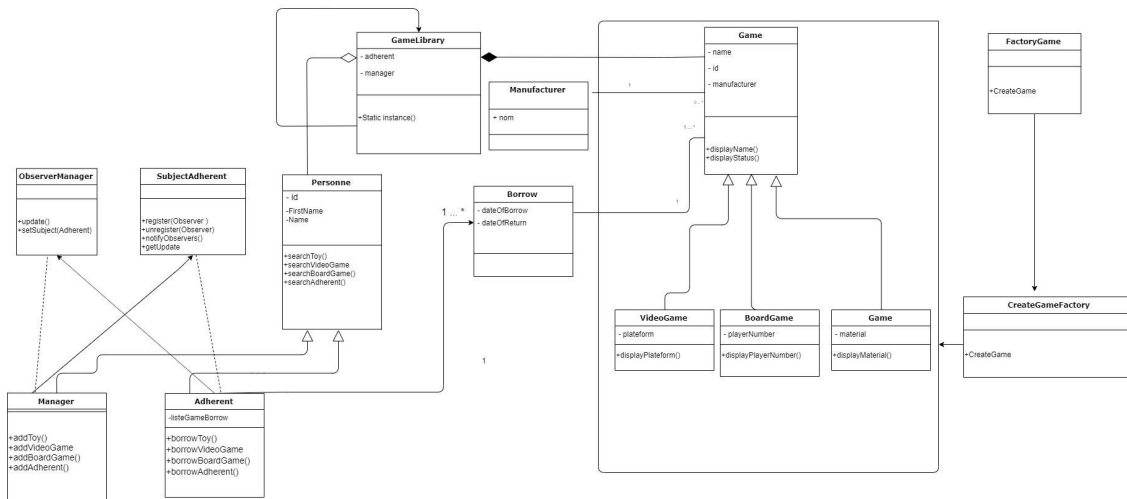 GameLibrary
- adherent
- manager
+Static instance()
Manufacturer
+ nom
1
Game
- name
- id
- manufacturer
1 ... *
+displayName()
+displayStatus()
FactoryGame
+CreateGame
ObserverManager
+update()
+setSubject(Adherent)
SubjectAdherent
+register(Observer )
+unregister(Observer)
+notifyObservers()
+getUpdate
Personne
- Id
-FirstName
-Name
+searchToy()
+searchVideoGame
+searchBoardGame()
+searchAdherent()
1 ... *
Borrow
- dateOfBorrow
- dateOfReturn
1
VideoGame
- plateform
+displayPlateform()
BoardGame
- playerNumber
+displayPlayerNumber()
Game
- material
+displayMaterial()
CreateGameFactory
+CreateGame
1
Manager
+addToy()
+addVideoGame
+addBoardGame()
+addAdherent()
Adherent
-listeGameBorrow
+borrowToy()
+borrowVideoGame
+borrowBoardGame()
+borrowAdherent()